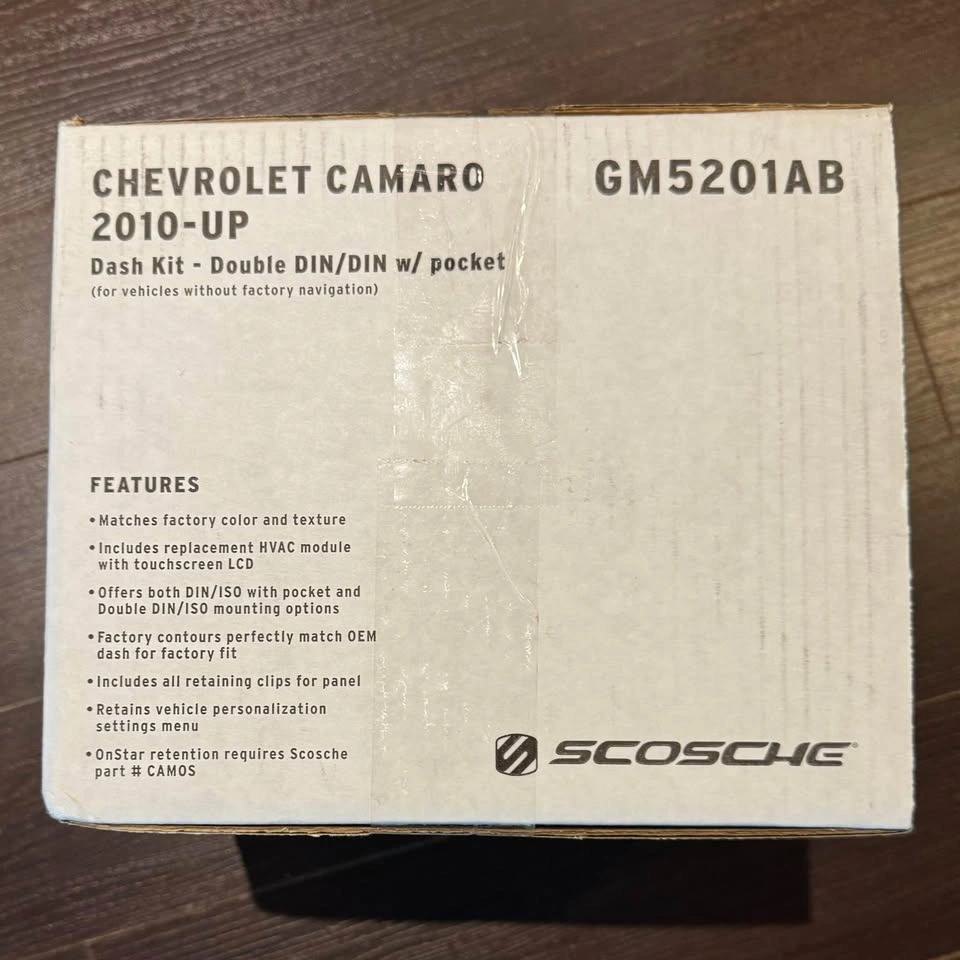 CHEVROLET CAMARO
2010-UP
Dash Kit - Double DIN/DIN w/ pocket
(for vehicles without factory navigation)
GM5201AB
FEATURES
• Matches factory color and texture
• Includes replacement HVAC module
with touchscreen LCD
• Offers both DIN/ISO with pocket and
Double DIN/ISO mounting options
• Factory contours perfectly match OEM
dash for factory fit
• Includes all retaining clips for panel
• Retains vehicle personalization
settings menu
• OnStar retention requires Scosche
part # CAMOS
SCOSCHE